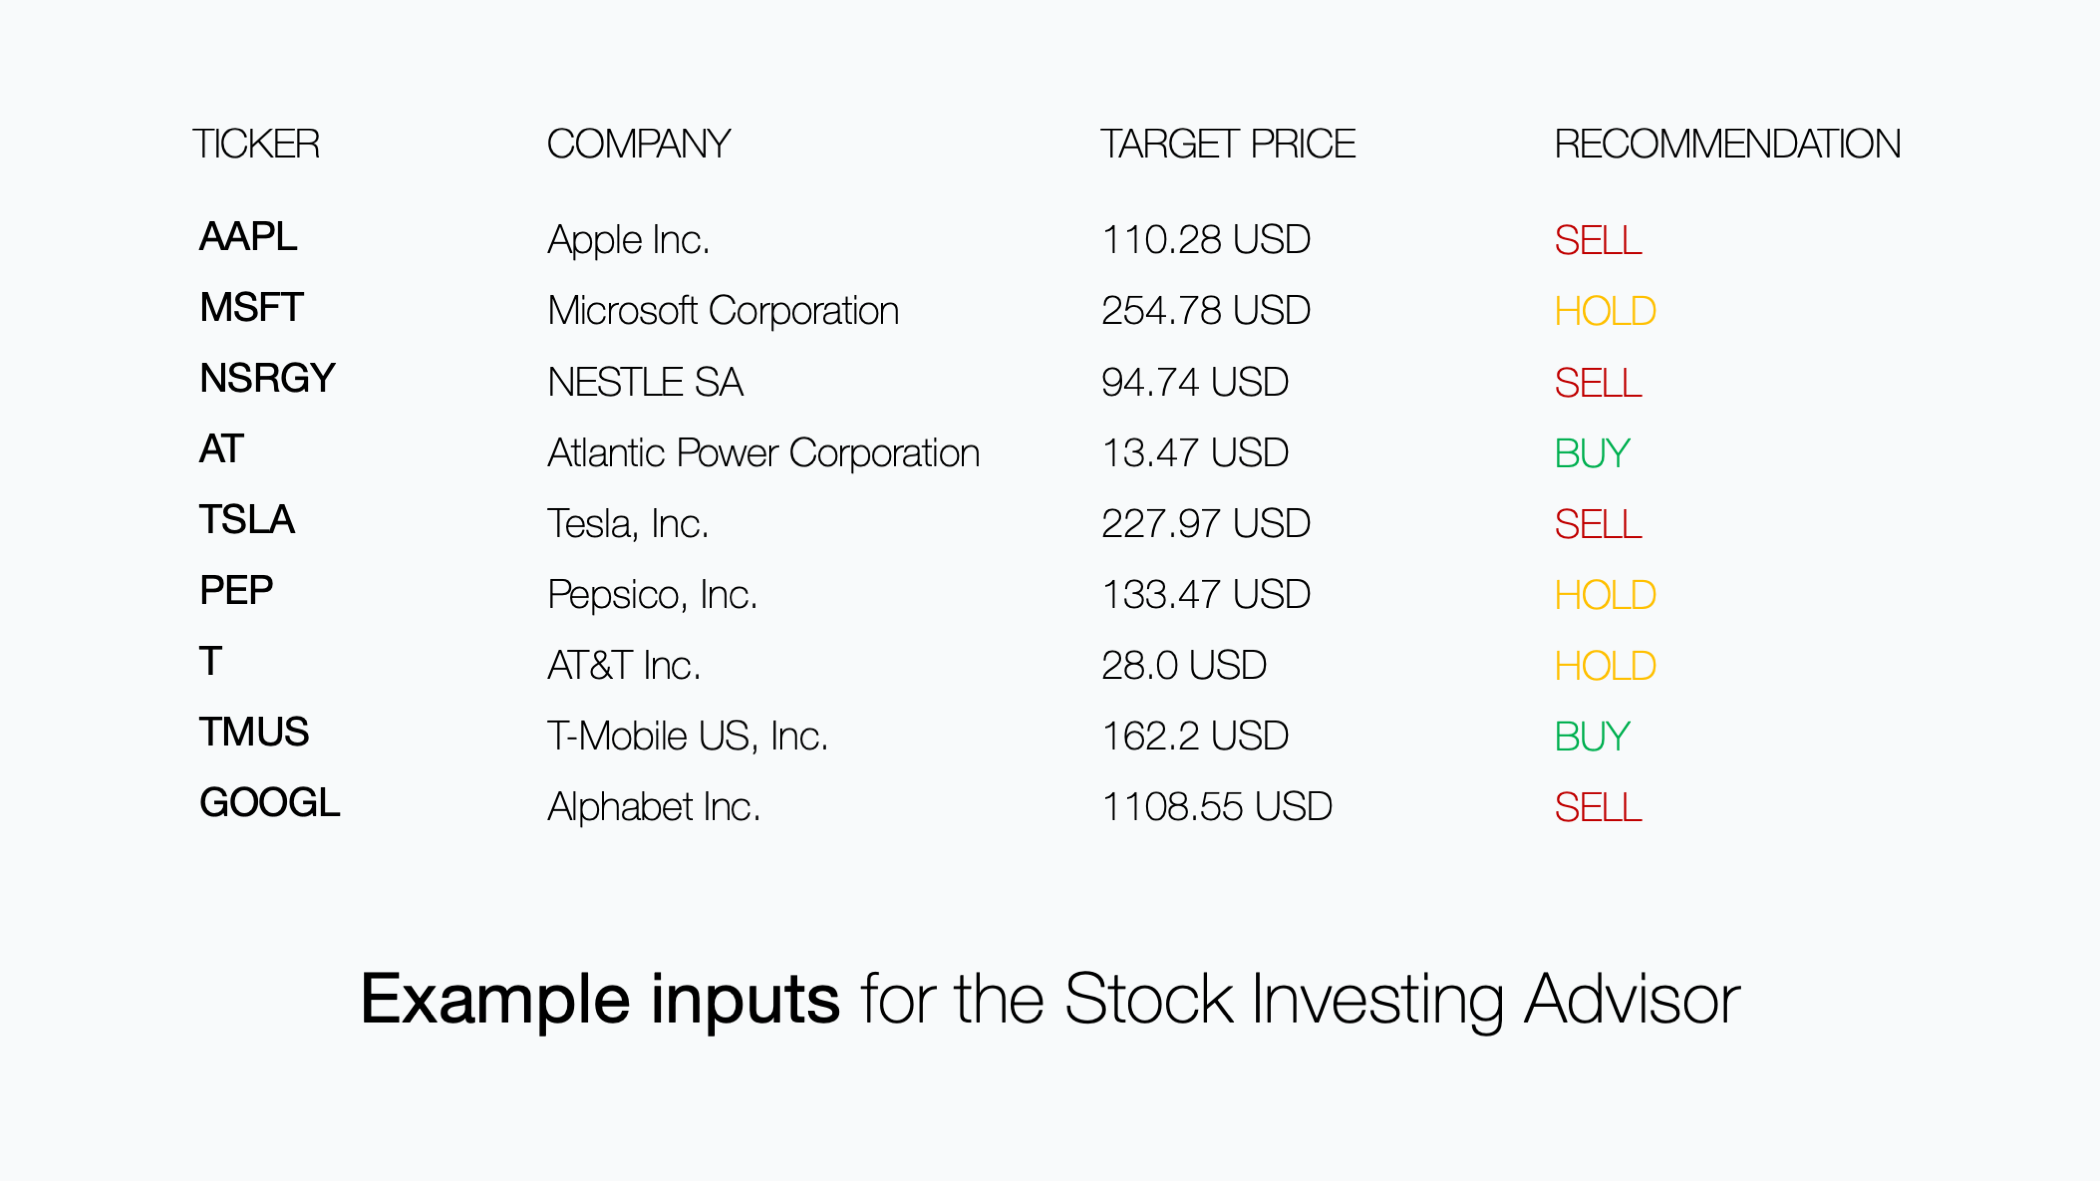 TICKER COMPANY TARGET PRICE RECOMMENDATION
AAPL Apple Inc. 110.28 USD SELL
MSFT Microsoft Corporation 254.78 USD HOLD
NSRGY NESTLE SA 94.74 USD SELL
AT Atlantic Power Corporation 13.47 USD BUY
TSLA Tesla, Inc. 227.97 USD SELL
PEP Pepsico, Inc. 133.47 USD HOLD
T AT&T Inc. 28.0 USD HOLD
TMUS T-Mobile US, Inc. 162.2 USD BUY
GOOGL Alphabet Inc. 1108.55 USD SELL
Example inputs for the Stock Investing Advisor